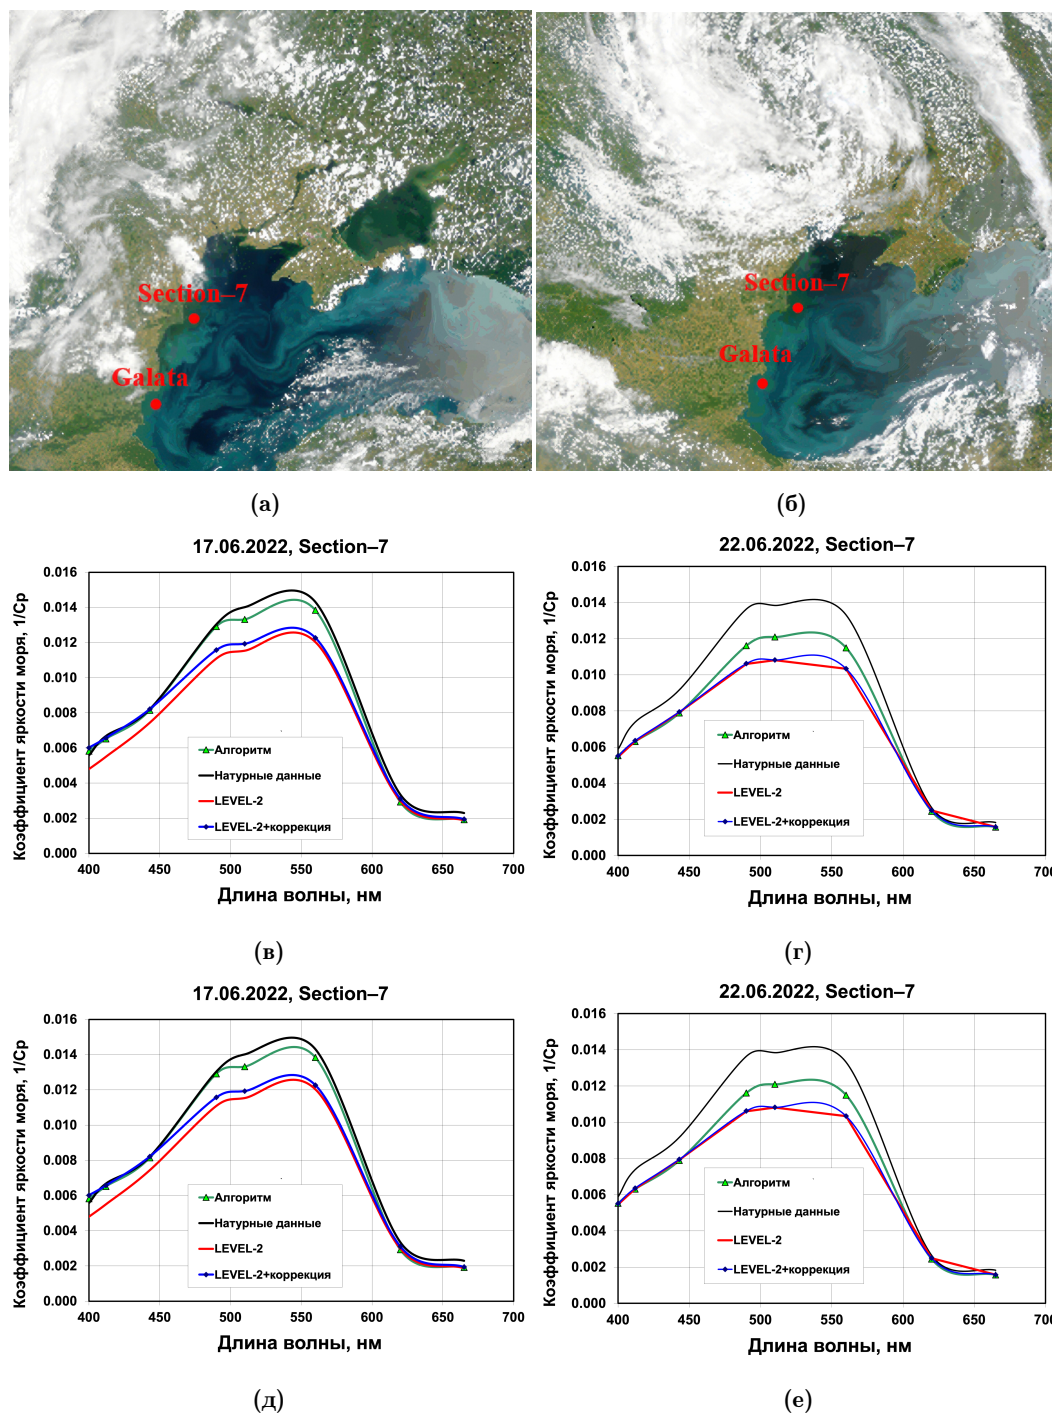 Section–7
Galata
Section–7
Galata
(а)
(б)
17.06.2022, Section–7
Коэффициент яркости моря, 1/Ср
0.016
0.014
0.012
0.010
0.008
0.006
0.004
0.002
0.000
Алгоритм
Натурные данные
LEVEL-2
LEVEL-2+коррекция
400 450 500 550 600 650 700
Длина волны, нм
(в)
22.06.2022, Section–7
Коэффициент яркости моря, 1/Ср
0.016
0.014
0.012
0.010
0.008
0.006
0.004
0.002
0.000
Алгоритм
Натурные данные
LEVEL-2
LEVEL-2+коррекция
400 450 500 550 600 650 700
Длина волны, нм
(г)
17.06.2022, Section–7
Коэффициент яркости моря, 1/Ср
0.016
0.014
0.012
0.010
0.008
0.006
0.004
0.002
0.000
Алгоритм
Натурные данные
LEVEL-2
LEVEL-2+коррекция
400 450 500 550 600 650 700
Длина волны, нм
(д)
22.06.2022, Section–7
Коэффициент яркости моря, 1/Ср
0.016
0.014
0.012
0.010
0.008
0.006
0.004
0.002
0.000
Алгоритм
Натурные данные
LEVEL-2
LEVEL-2+коррекция
400 450 500 550 600 650 700
Длина волны, нм
(е)